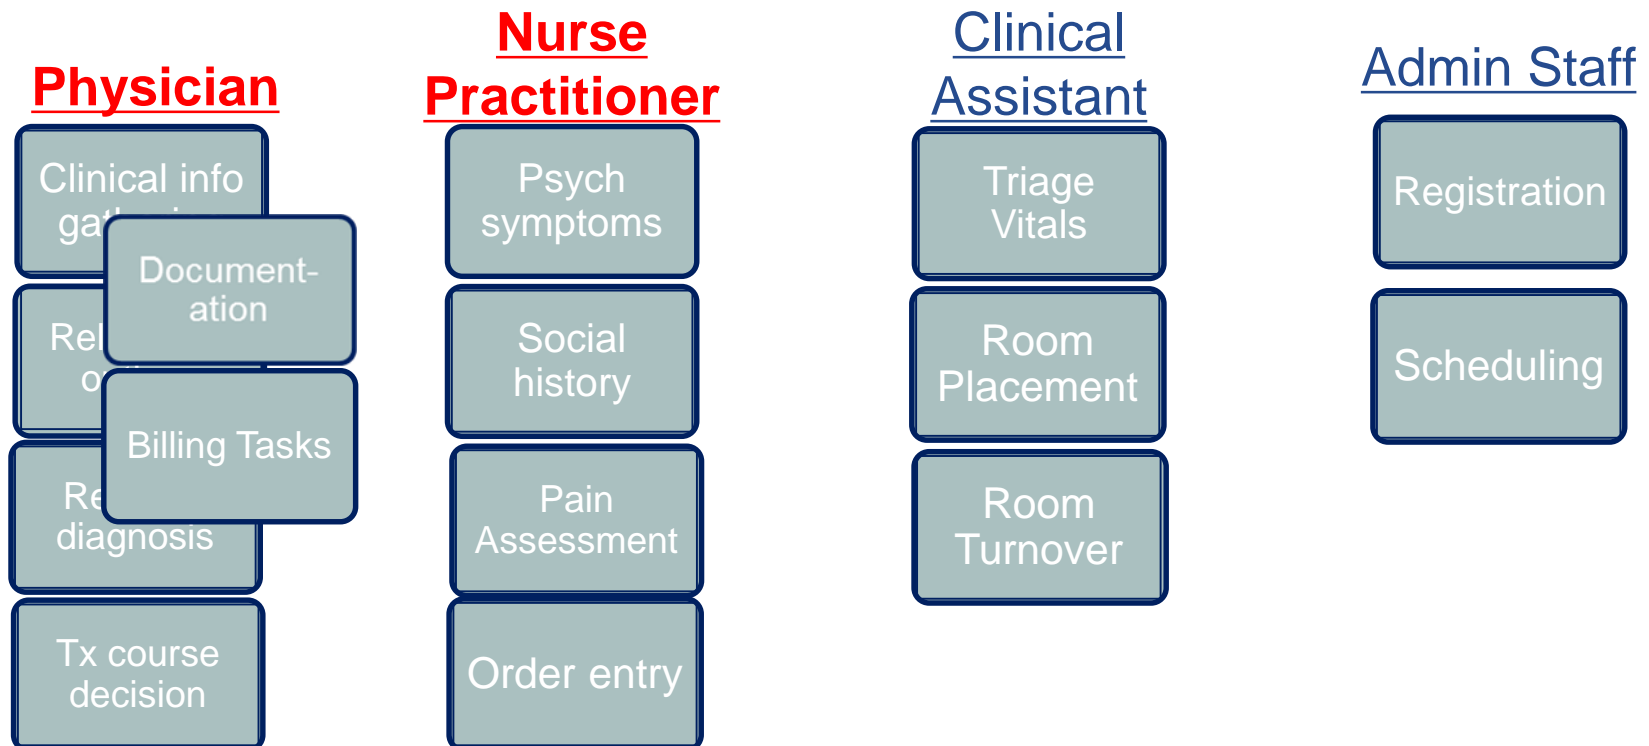 Physician
Clinical info
Document-
ation
Billing Tasks
diagnosis
Tx course
decision
Nurse
Practitioner
Psych
symptoms
Social
history
Pain
Assessment
Order entry
Clinical
Assistant
Triage
Vitals
Room
Placement
Room
Turnover
Admin Staff
Registration
Scheduling